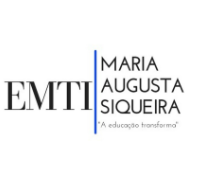 EMTI
MARIA
AUGUSTA
SIQUEIRA
"A educação transforma"